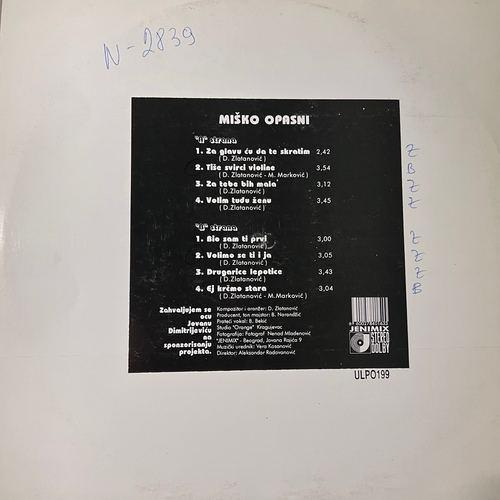 N-2839
MIŠKO OPASNI
"A" strana
1. Za glavu ću da te skratim 2,42 Z
( D. Zlatanović )
2. Tiše svirci violine 3,54 B
( D. Zlatanović - M. Marković )
3. Za tebe bih mala 3,12 Z
( D. Zlatanović )
4. Volim tuđu ženu 3,45 Z
( D. Zlatanović )
"B" strana
1. Bio sam ti prvi 3,00 Z
( D. Zlatanović )
2. Volimo se ti i ja 3,05 Z
( D. Zlatanović )
3. Drugarice lepotice 3,43 Z
( D.Zlatanović )
4. Ej krčmo stara 3,04 B
( D.Zlatanović - M.Marković )
Zahvaljujem se
ocu
Jovanu
Dimitrijeviću
na
sponzorisanju
projekta.
Kompozitor i aranžer: D. Zlatanović
Producent, ton majstor: B. Narandžić
Prateći vokali: B. Bekić
Studio "Orange" Kragujevac
Fotografija: Fotograf Nenad Mladenović
"JENIMIX" - Beograd, Jovana Rajića 9
Muzički urednik: Vera Kosanović
Direktor: Aleksandar Radovanović
JENIMIX
STEREO
DOLBY
ULPO199